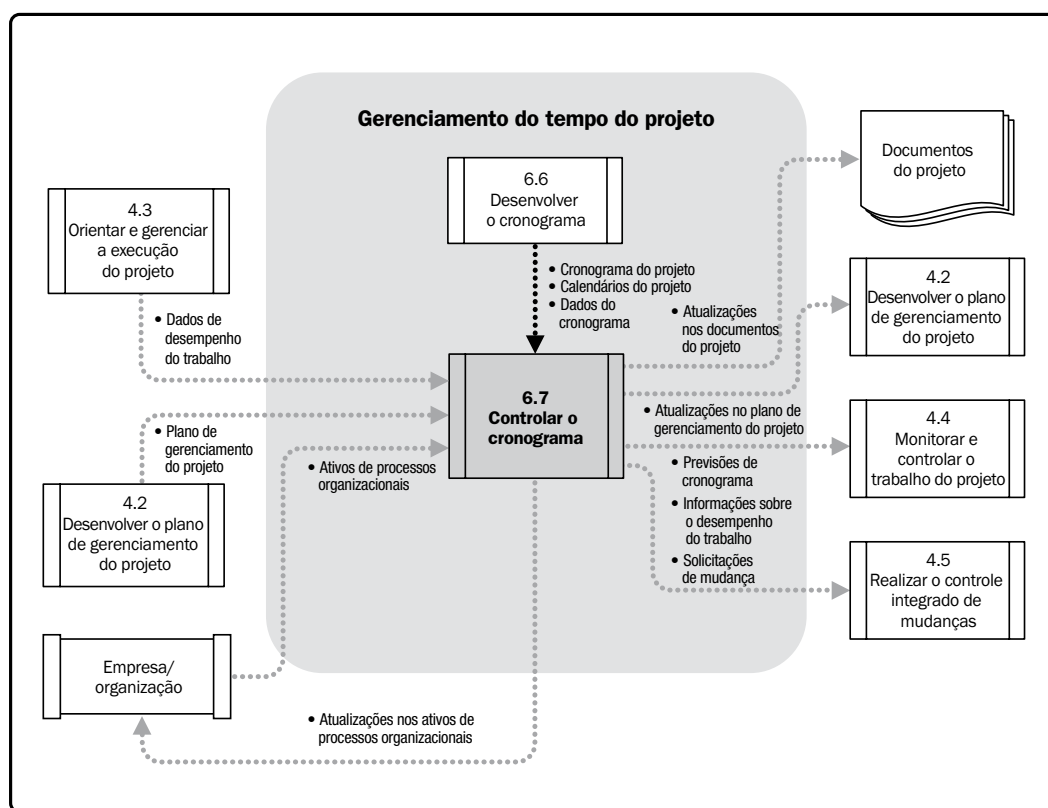 Gerenciamento do tempo do projeto
Documentos
do projeto
6.6
Desenvolver
o cronograma
4.3
Orientar e gerenciar
a execução
do projeto
• Cronograma do projeto
• Calendários do projeto
• Dados do
cronograma
4.2
Desenvolver o plano
de gerenciamento
do projeto
• Dados de
desempenho
do trabalho
• Atualizações
nos documentos
do projeto
6.7
Controlar o
cronograma
• Atualizações no plano de
gerenciamento do projeto
4.4
Monitorar e
controlar o
trabalho do projeto
• Plano de
gerenciamento
do projeto
• Ativos de processos
organizacionais
• Previsões de
cronograma
• Informações sobre
o desempenho
do trabalho
• Solicitações
de mudança
4.2
Desenvolver o plano
de gerenciamento
do projeto
4.5
Realizar o controle
integrado de
mudanças
Empresa/
organização
• Atualizações nos ativos de
processos organizacionais